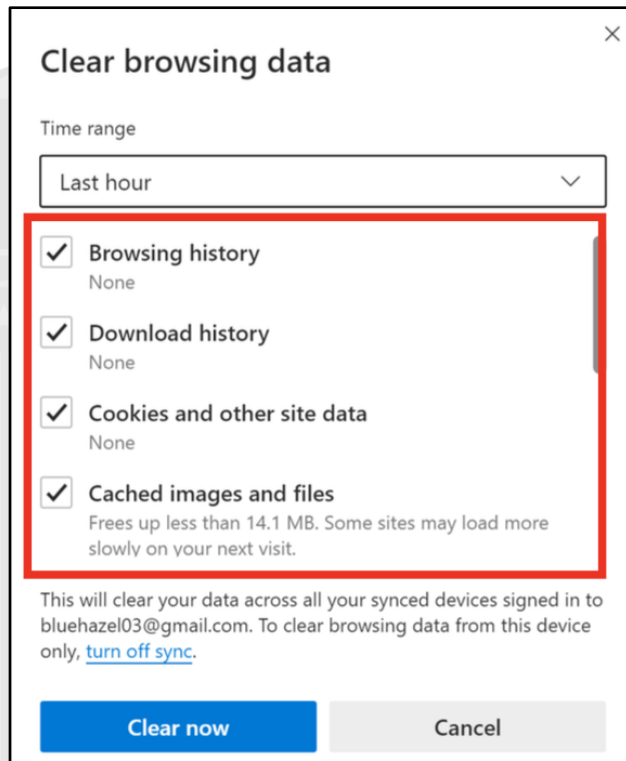 Clear browsing data
Time range
Last hour
Browsing history
None
Download history
None
Cookies and other site data
None
Cached images and files
Frees up less than 14.1 MB. Some sites may load more
slowly on your next visit.
This will clear your data across all your synced devices signed in to
bluehazel03@gmail.com. To clear browsing data from this device
only, turn off sync.
Clear now Cancel